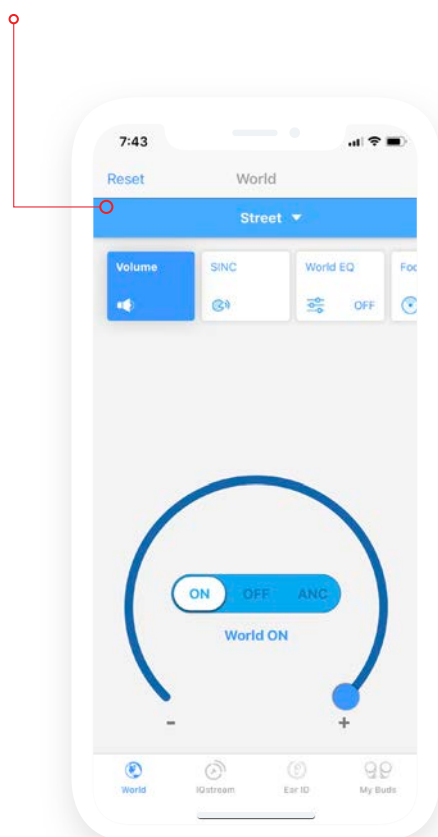 7:43
Reset World
Street
Volume SINC World EQ Foc
OFF
ON OFF ANC
World ON
- +
World IQstream Ear ID My Buds